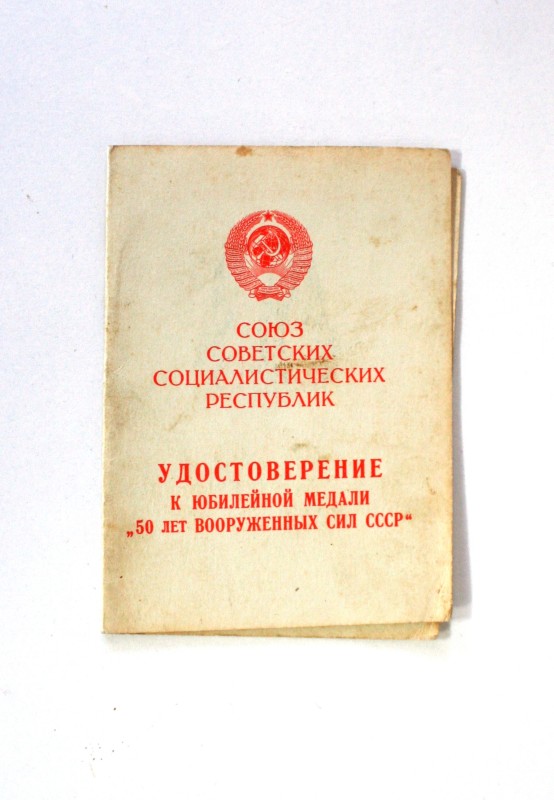 СОЮЗ
СОВЕТСКИХ
СОЦИАЛИСТИЧЕСКИХ
РЕСПУБЛИК
УДОСТОВЕРЕНИЕ
К ЮБИЛЕЙНОЙ МЕДАЛИ
„50 ЛЕТ ВООРУЖЕННЫХ СИЛ СССР“